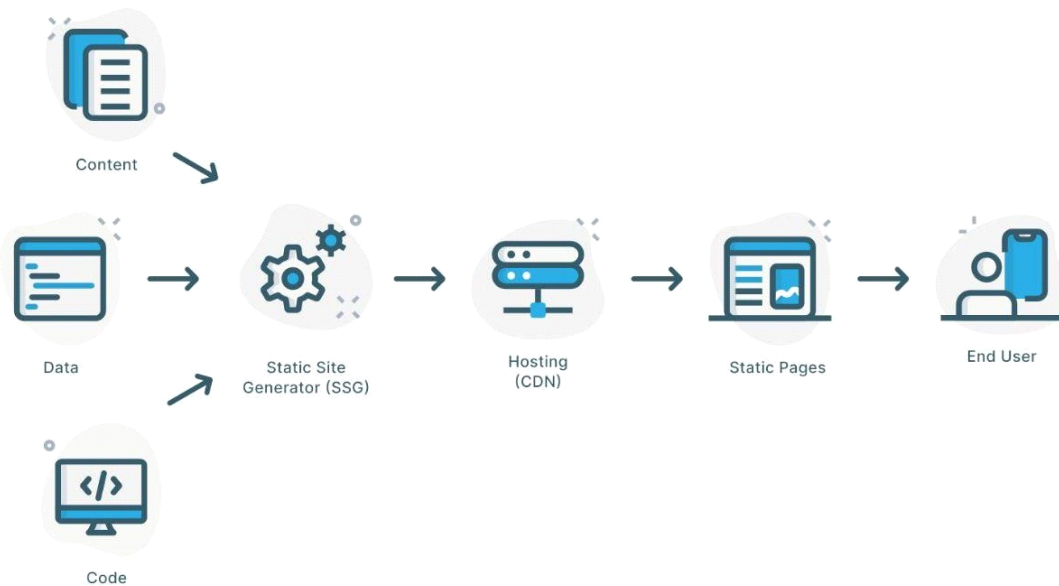 Content
Data
Static Site
Generator (SSG)
Hosting
(CDN)
Static Pages
End User
</>
Code